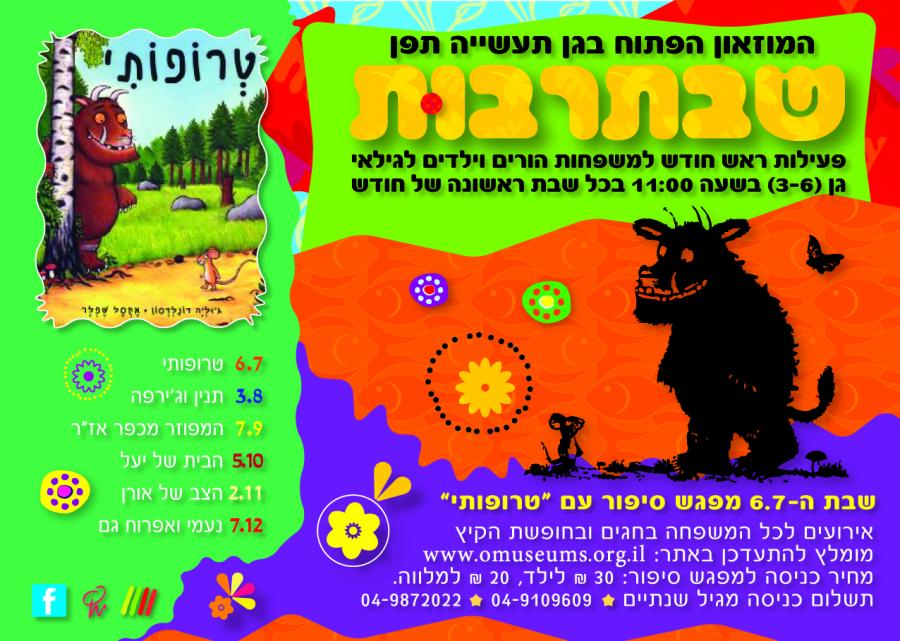 המוזאון הפתוח בגן תעשייה תפן
שבתרבות
פעילות ראש חודש למשפחות הורים וילדים לגילאי
גן (3-6) בשעה 11:00 בכל שבת ראשונה של חודש
טְרוֹפוֹתִי
ג'וּלְיָה דוֹנַלְדְסוֹן • אַקְסֶל שֶׁפְלֶר
6.7 טרופותי
3.8 תנין וג'ירפה
7.9 המפוזר מכפר אז"ר
5.10 הבית של יעל
2.11 הצב של אורן
7.12 נעמי ואפרוח גם
שבת ה-6.7 מפגש סיפור עם "טרופותי"
אירועים לכל המשפחה בחגים ובחופשת הקיץ
מומלץ להתעדכן באתר: www.omuseums.org.il
מחיר כניסה למפגש סיפור: 30 ₪ לילד, 20 ₪ למלווה.
תשלום כניסה מגיל שנתיים ★ 04-9109609 ★ 04-9872022
f